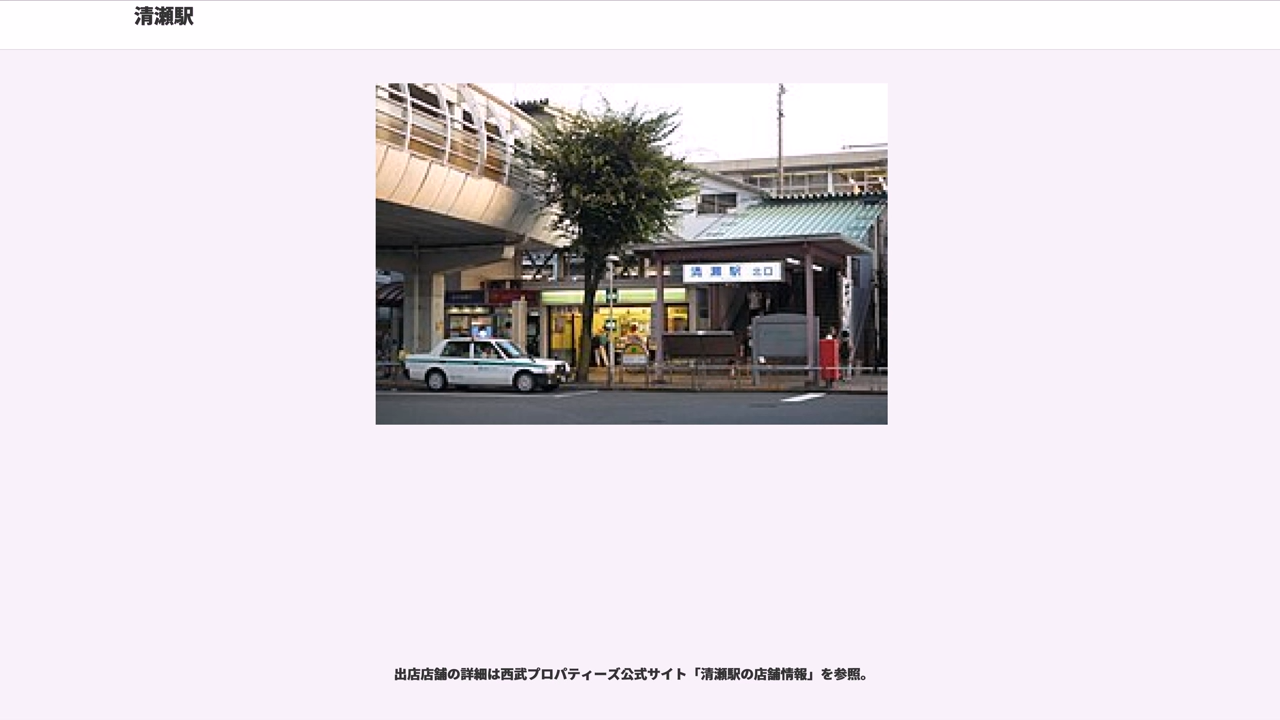 清瀬駅
清瀬駅 北口
出店店舗の詳細は西武プロパティーズ公式サイト「清瀬駅の店舗情報」を参照。